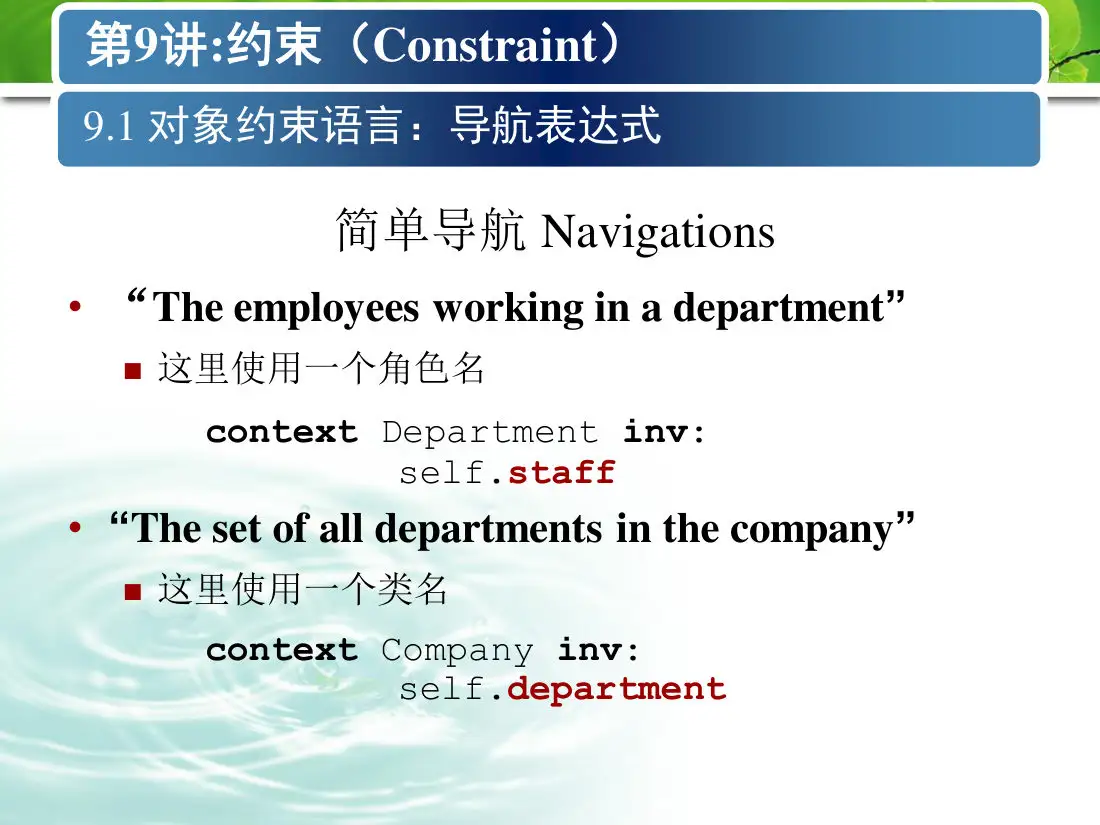 第9讲:约束（Constraint）
9.1 对象约束语言：导航表达式
简单导航 Navigations
• “The employees working in a department”
■ 这里使用一个角色名
context Department inv:
self.staff
• “The set of all departments in the company”
■ 这里使用一个类名
context Company inv:
self.department